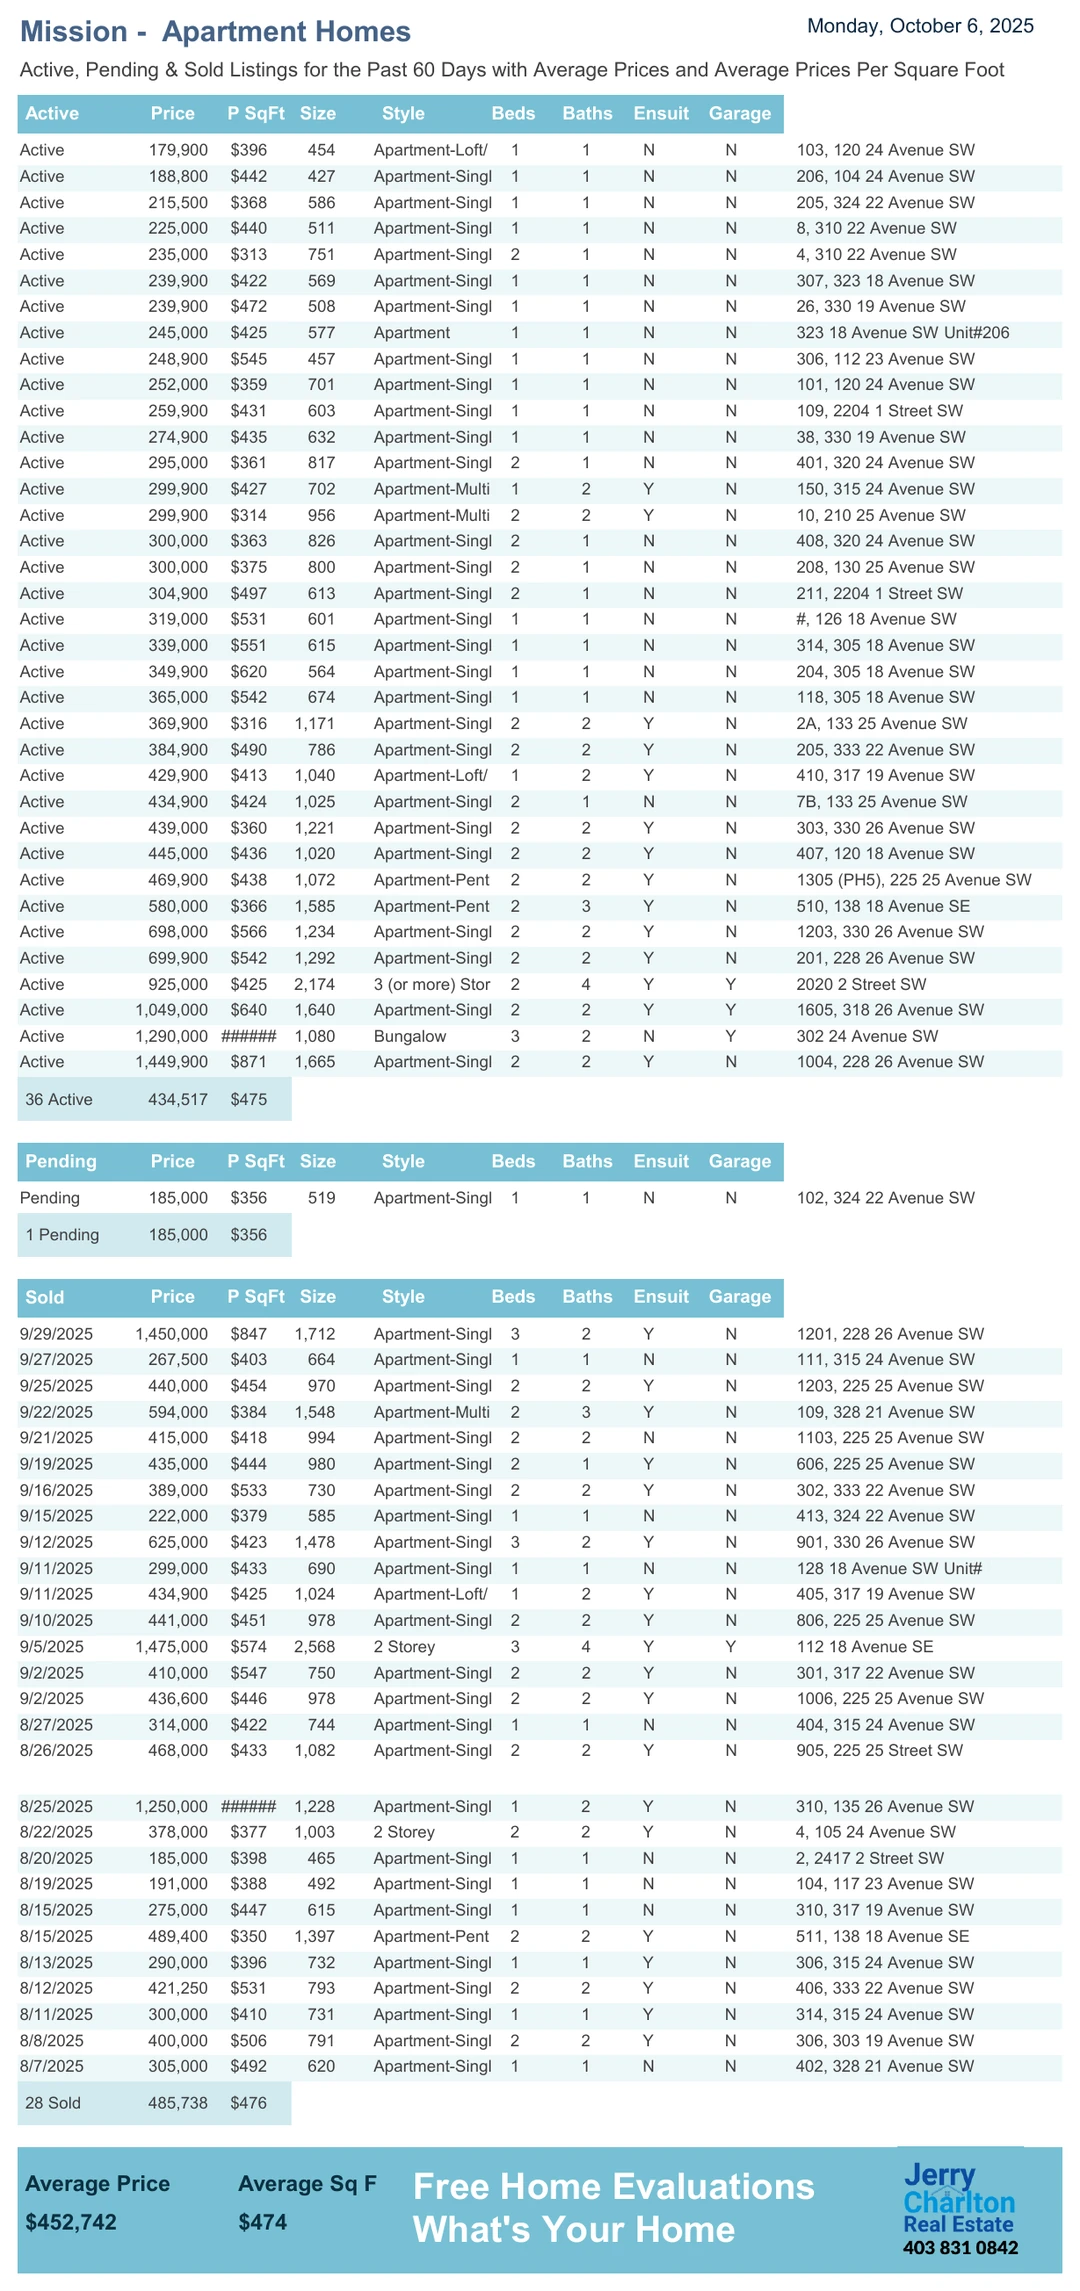 Mission -  Apartment Homes
Monday, October 6, 2025
Active, Pending & Sold Listings for the Past 60 Days with Average Prices and Average Prices Per Square Foot
Active Price P SqFt Size Style Beds Baths Ensuit Garage
Active 179,900 $396 454 Apartment-Loft/ 1 1 N N 103, 120 24 Avenue SW
Active 188,800 $442 427 Apartment-Singl 1 1 N N 206, 104 24 Avenue SW
Active 215,500 $368 586 Apartment-Singl 1 1 N N 205, 324 22 Avenue SW
Active 225,000 $440 511 Apartment-Singl 1 1 N N 8, 310 22 Avenue SW
Active 235,000 $313 751 Apartment-Singl 2 1 N N 4, 310 22 Avenue SW
Active 239,900 $422 569 Apartment-Singl 1 1 N N 307, 323 18 Avenue SW
Active 239,900 $472 508 Apartment-Singl 1 1 N N 26, 330 19 Avenue SW
Active 245,000 $425 577 Apartment 1 1 N N 323 18 Avenue SW Unit#206
Active 248,900 $545 457 Apartment-Singl 1 1 N N 306, 112 23 Avenue SW
Active 252,000 $359 701 Apartment-Singl 1 1 N N 101, 120 24 Avenue SW
Active 259,900 $431 603 Apartment-Singl 1 1 N N 109, 2204 1 Street SW
Active 274,900 $435 632 Apartment-Singl 1 1 N N 38, 330 19 Avenue SW
Active 295,000 $361 817 Apartment-Singl 2 1 N N 401, 320 24 Avenue SW
Active 299,900 $427 702 Apartment-Multi 1 2 Y N 150, 315 24 Avenue SW
Active 299,900 $314 956 Apartment-Multi 2 2 Y N 10, 210 25 Avenue SW
Active 300,000 $363 826 Apartment-Singl 2 1 N N 408, 320 24 Avenue SW
Active 300,000 $375 800 Apartment-Singl 2 1 N N 208, 130 25 Avenue SW
Active 304,900 $497 613 Apartment-Singl 2 1 N N 211, 2204 1 Street SW
Active 319,000 $531 601 Apartment-Singl 1 1 N N #, 126 18 Avenue SW
Active 339,000 $551 615 Apartment-Singl 1 1 N N 314, 305 18 Avenue SW
Active 349,900 $620 564 Apartment-Singl 1 1 N N 204, 305 18 Avenue SW
Active 365,000 $542 674 Apartment-Singl 1 1 N N 118, 305 18 Avenue SW
Active 369,900 $316 1,171 Apartment-Singl 2 2 Y N 2A, 133 25 Avenue SW
Active 384,900 $490 786 Apartment-Singl 2 2 Y N 205, 333 22 Avenue SW
Active 429,900 $413 1,040 Apartment-Loft/ 1 2 Y N 410, 317 19 Avenue SW
Active 434,900 $424 1,025 Apartment-Singl 2 1 N N 7B, 133 25 Avenue SW
Active 439,000 $360 1,221 Apartment-Singl 2 2 Y N 303, 330 26 Avenue SW
Active 445,000 $436 1,020 Apartment-Singl 2 2 Y N 407, 120 18 Avenue SW
Active 469,900 $438 1,072 Apartment-Pent 2 2 Y N 1305 (PH5), 225 25 Avenue SW
Active 580,000 $366 1,585 Apartment-Pent 2 3 Y N 510, 138 18 Avenue SE
Active 698,000 $566 1,234 Apartment-Singl 2 2 Y N 1203, 330 26 Avenue SW
Active 699,900 $542 1,292 Apartment-Singl 2 2 Y N 201, 228 26 Avenue SW
Active 925,000 $425 2,174 3 (or more) Stor 2 4 Y Y 2020 2 Street SW
Active 1,049,000 $640 1,640 Apartment-Singl 2 2 Y Y 1605, 318 26 Avenue SW
Active 1,290,000 ###### 1,080 Bungalow 3 2 N Y 302 24 Avenue SW
Active 1,449,900 $871 1,665 Apartment-Singl 2 2 Y N 1004, 228 26 Avenue SW
36 Active 434,517 $475
Pending Price P SqFt Size Style Beds Baths Ensuit Garage
Pending 185,000 $356 519 Apartment-Singl 1 1 N N 102, 324 22 Avenue SW
1 Pending 185,000 $356
Sold Price P SqFt Size Style Beds Baths Ensuit Garage
9/29/2025 1,450,000 $847 1,712 Apartment-Singl 3 2 Y N 1201, 228 26 Avenue SW
9/27/2025 267,500 $403 664 Apartment-Singl 1 1 N N 111, 315 24 Avenue SW
9/25/2025 440,000 $454 970 Apartment-Singl 2 2 Y N 1203, 225 25 Avenue SW
9/22/2025 594,000 $384 1,548 Apartment-Multi 2 3 Y N 109, 328 21 Avenue SW
9/21/2025 415,000 $418 994 Apartment-Singl 2 2 N N 1103, 225 25 Avenue SW
9/19/2025 435,000 $444 980 Apartment-Singl 2 1 Y N 606, 225 25 Avenue SW
9/16/2025 389,000 $533 730 Apartment-Singl 2 2 Y N 302, 333 22 Avenue SW
9/15/2025 222,000 $379 585 Apartment-Singl 1 1 N N 413, 324 22 Avenue SW
9/12/2025 625,000 $423 1,478 Apartment-Singl 3 2 Y N 901, 330 26 Avenue SW
9/11/2025 299,000 $433 690 Apartment-Singl 1 1 N N 128 18 Avenue SW Unit#
9/11/2025 434,900 $425 1,024 Apartment-Loft/ 1 2 Y N 405, 317 19 Avenue SW
9/10/2025 441,000 $451 978 Apartment-Singl 2 2 Y N 806, 225 25 Avenue SW
9/5/2025 1,475,000 $574 2,568 2 Storey 3 4 Y Y 112 18 Avenue SE
9/2/2025 410,000 $547 750 Apartment-Singl 2 2 Y N 301, 317 22 Avenue SW
9/2/2025 436,600 $446 978 Apartment-Singl 2 2 Y N 1006, 225 25 Avenue SW
8/27/2025 314,000 $422 744 Apartment-Singl 1 1 N N 404, 315 24 Avenue SW
8/26/2025 468,000 $433 1,082 Apartment-Singl 2 2 Y N 905, 225 25 Street SW
8/25/2025 1,250,000 ###### 1,228 Apartment-Singl 1 2 Y N 310, 135 26 Avenue SW
8/22/2025 378,000 $377 1,003 2 Storey 2 2 Y N 4, 105 24 Avenue SW
8/20/2025 185,000 $398 465 Apartment-Singl 1 1 N N 2, 2417 2 Street SW
8/19/2025 191,000 $388 492 Apartment-Singl 1 1 N N 104, 117 23 Avenue SW
8/15/2025 275,000 $447 615 Apartment-Singl 1 1 N N 310, 317 19 Avenue SW
8/15/2025 489,400 $350 1,397 Apartment-Pent 2 2 Y N 511, 138 18 Avenue SE
8/13/2025 290,000 $396 732 Apartment-Singl 1 1 Y N 306, 315 24 Avenue SW
8/12/2025 421,250 $531 793 Apartment-Singl 2 2 Y N 406, 333 22 Avenue SW
8/11/2025 300,000 $410 731 Apartment-Singl 1 1 Y N 314, 315 24 Avenue SW
8/8/2025 400,000 $506 791 Apartment-Singl 2 2 Y N 306, 303 19 Avenue SW
8/7/2025 305,000 $492 620 Apartment-Singl 1 1 N N 402, 328 21 Avenue SW
28 Sold 485,738 $476
Average Price Average Sq F
$452,742 $474
Free Home Evaluations
What's Your Home
Jerry
Charlton
Real Estate
403 831 0842